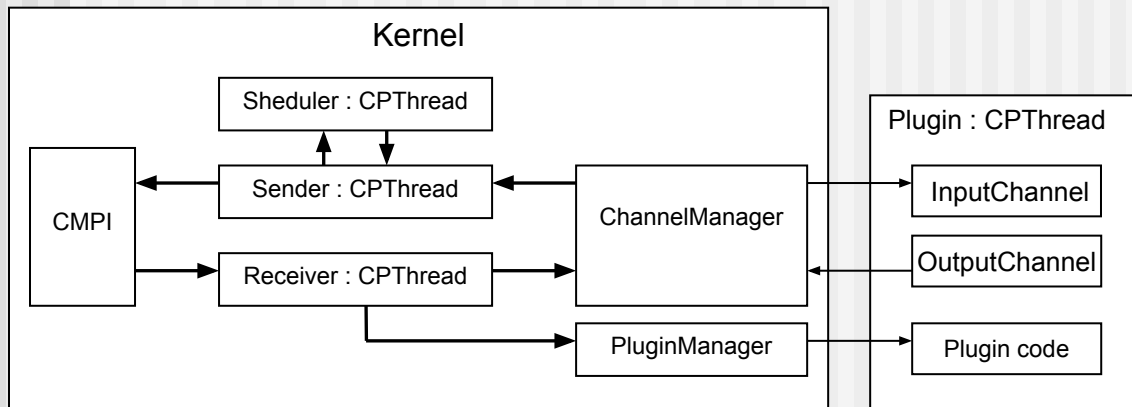 Kernel
Sheduler : CPThread
Plugin : CPThread
Sender : CPThread
InputChannel
CMPI
ChannelManager
OutputChannel
Receiver : CPThread
PluginManager
Plugin code